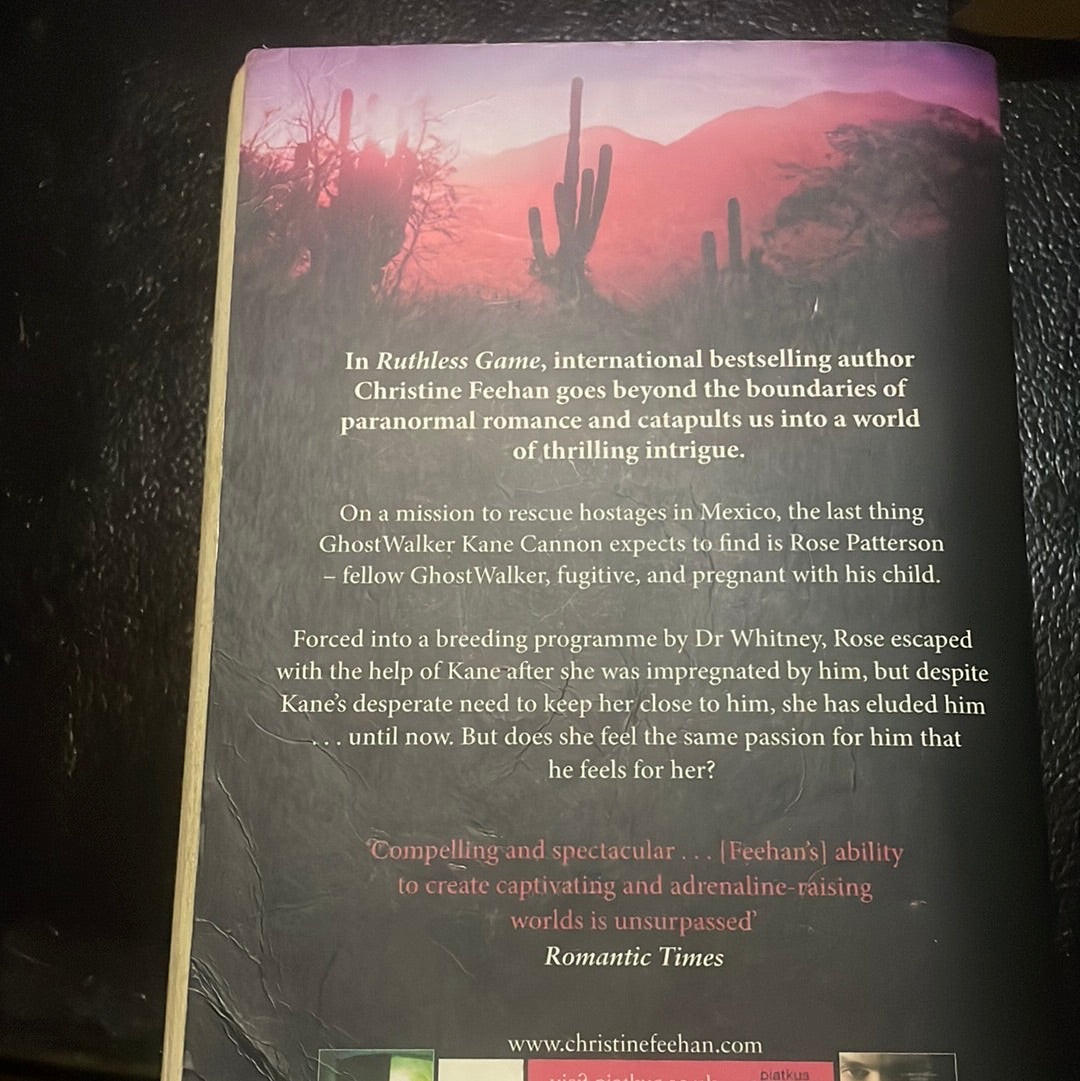 In Ruthless Game, international bestselling author
Christine Feehan goes beyond the boundaries of
paranormal romance and catapults us into a world
of thrilling intrigue.
On a mission to rescue hostages in Mexico, the last thing
GhostWalker Kane Cannon expects to find is Rose Patterson
– fellow GhostWalker, fugitive, and pregnant with his child.
Forced into a breeding programme by Dr Whitney, Rose escaped
with the help of Kane after she was impregnated by him, but despite
Kane's desperate need to keep her close to him, she has eluded him
. . . until now. But does she feel the same passion for him that
he feels for her?
'Compelling and spectacular . . . [Feehan's] ability
to create captivating and adrenaline-raising
worlds is unsurpassed'
Romantic Times
www.christinefeehan.com
piatkus